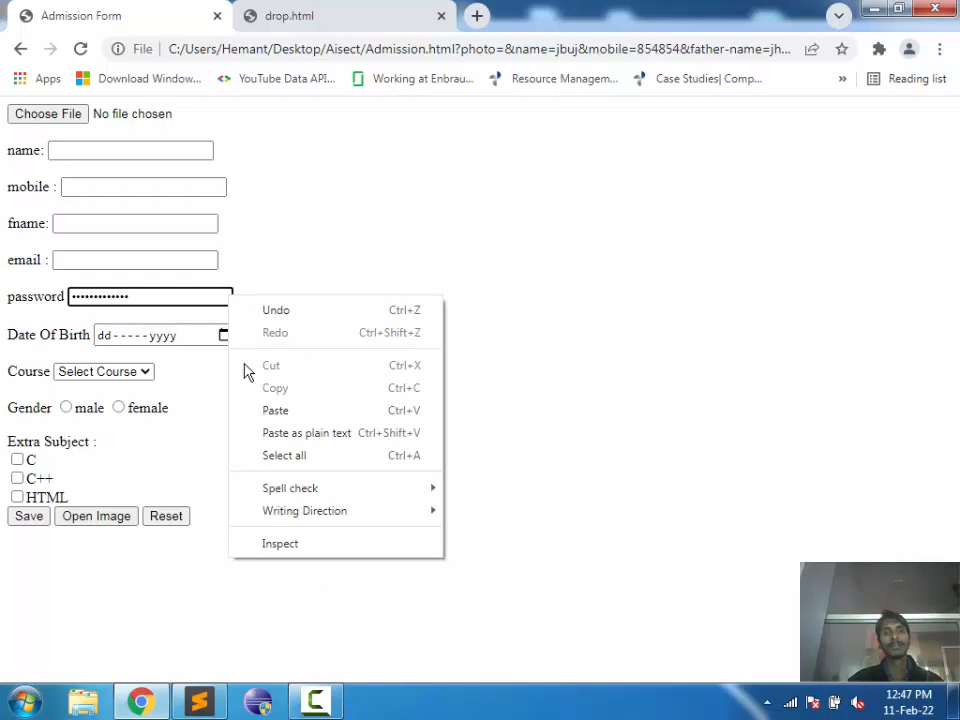 Admission Form
drop.html
File
C:/Users/Hemant/Desktop/Aisect/Admission.html?photo=&name=jbuj&mobile=854854&father-name=jh...
Apps
Download Window...
YouTube Data API...
Working at Enbrau...
Resource Managem...
Case Studies| Comp...
»
Reading list
Choose File No file chosen
name:
mobile :
fname:
email :
password •••••••••••••
Date Of Birth dd-----yyyy
Course Select Course
Gender male female
Extra Subject :
C
C++
HTML
Save Open Image Reset
Undo Ctrl+Z
Redo Ctrl+Shift+Z
Cut Ctrl+X
Copy Ctrl+C
Paste Ctrl+V
Paste as plain text Ctrl+Shift+V
Select all Ctrl+A
Spell check
Writing Direction
Inspect
12:47 PM
11-Feb-22